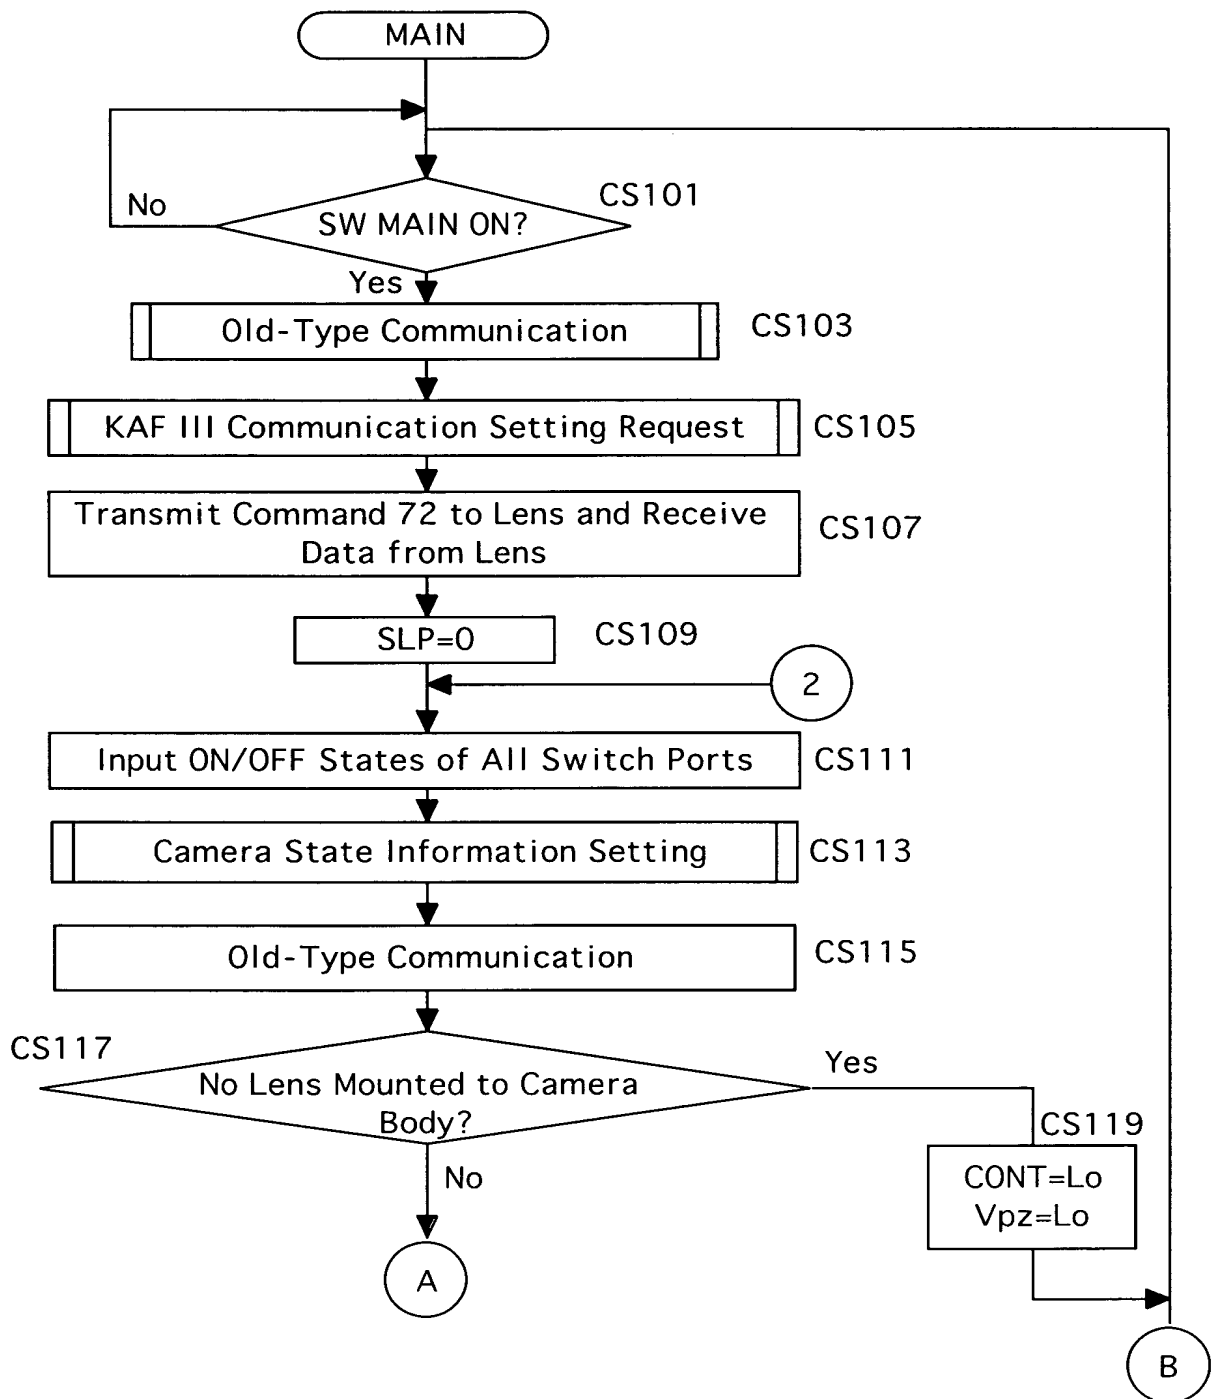 MAIN
CS101
No
SW MAIN ON?
Yes
Old-Type Communication
CS103
KAF III Communication Setting Request
CS105
Transmit Command 72 to Lens and Receive
Data from Lens
CS107
SLP=0
CS109
2
Input ON/OFF States of All Switch Ports
CS111
Camera State Information Setting
CS113
Old-Type Communication
CS115
CS117
No Lens Mounted to Camera
Body?
Yes
CS119
CONT=Lo
Vpz=Lo
No
A
B